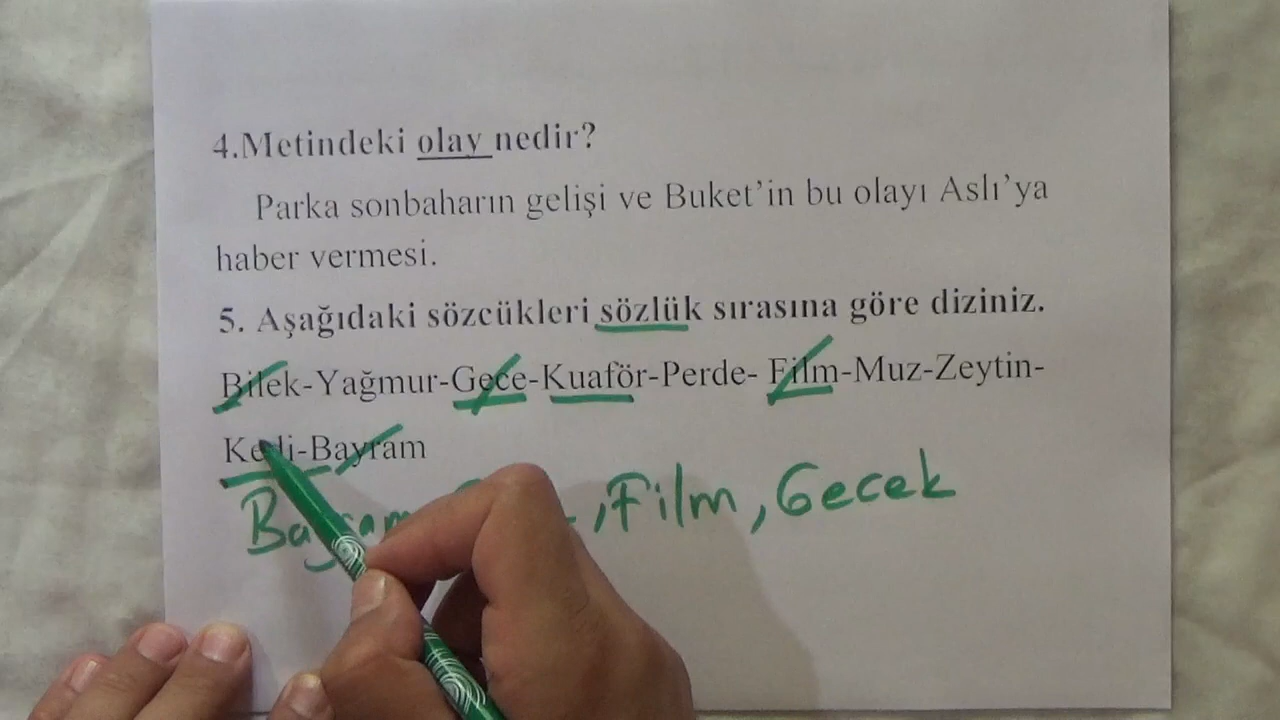 4.Metindeki olay nedir?
Parka sonbaharın gelişi ve Buket’in bu olayı Aslı’ya
haber vermesi.
5. Aşağıdaki sözcükleri sözlük sırasına göre diziniz.
Bilek-Yağmur-Gece-Kuaför-Perde- Film-Muz-Zeytin-
Kedi-Bayram
,Film, Gecek